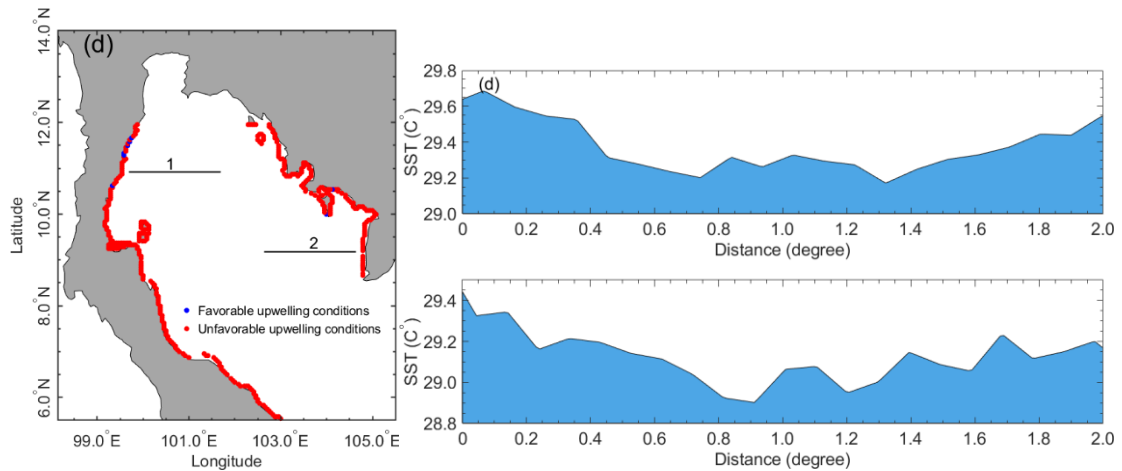 (d)
14.0°N
12.0°N
10.0°N
8.0°N
6.0°N
Latitude
1
2
Favorable upwelling conditions
Unfavorable upwelling conditions
99.0°E 101.0°E 103.0°E 105.0°E
Longitude
(d)
29.8
29.6
29.4
29.2
29.0
SST (C°)
0 0.2 0.4 0.6 0.8 1.0 1.2 1.4 1.6 1.8 2.0
Distance (degree)
29.4
29.2
29.0
28.8
SST (C°)
0 0.2 0.4 0.6 0.8 1.0 1.2 1.4 1.6 1.8 2.0
Distance (degree)